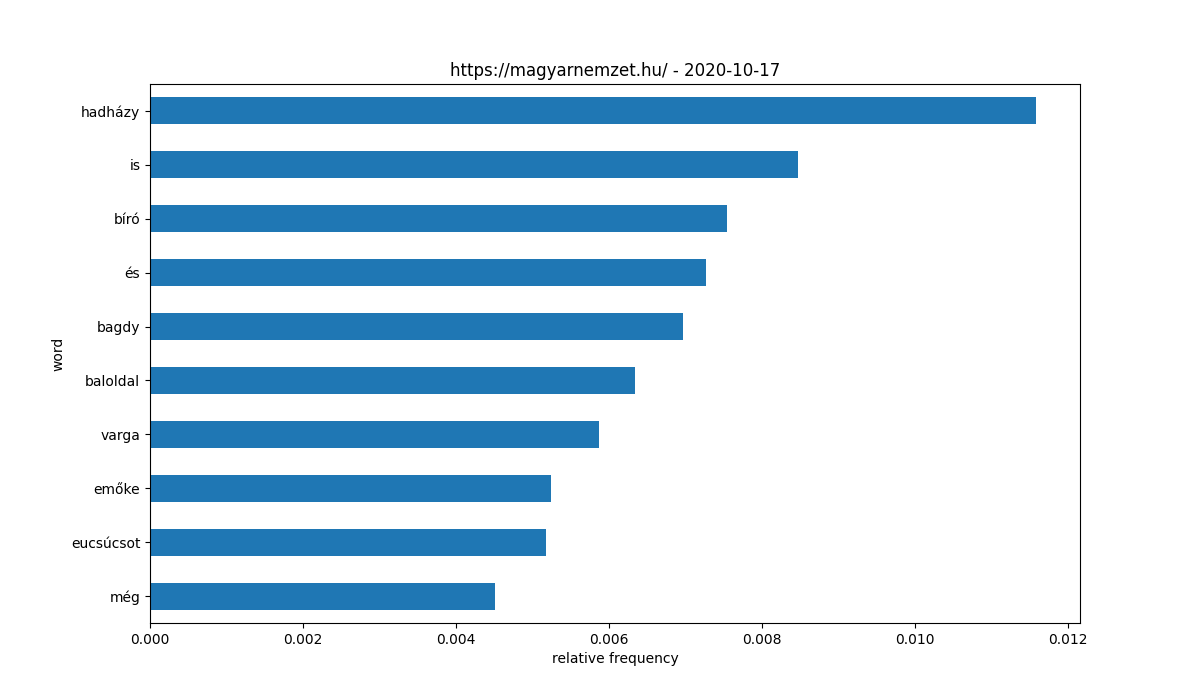 https://magyarnemzet.hu/ - 2020-10-17
hadházy
is
bíró
és
bagdy
baloldal
varga
emőke
eucsúcsot
még
word
0.000 0.002 0.004 0.006 0.008 0.010 0.012
relative frequency